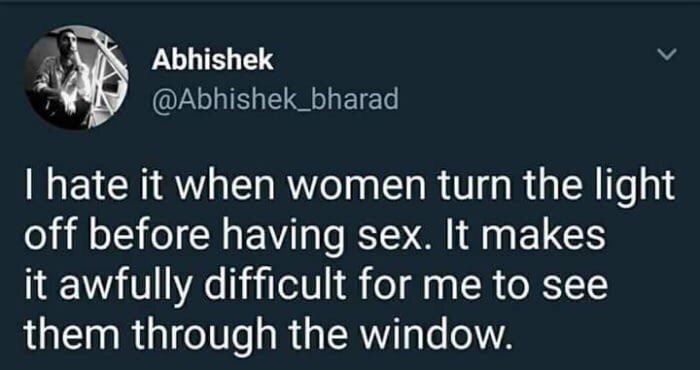 Abhishek
@Abhishek_bharad
I hate it when women turn the light
off before having sex. It makes
it awfully difficult for me to see
them through the window.